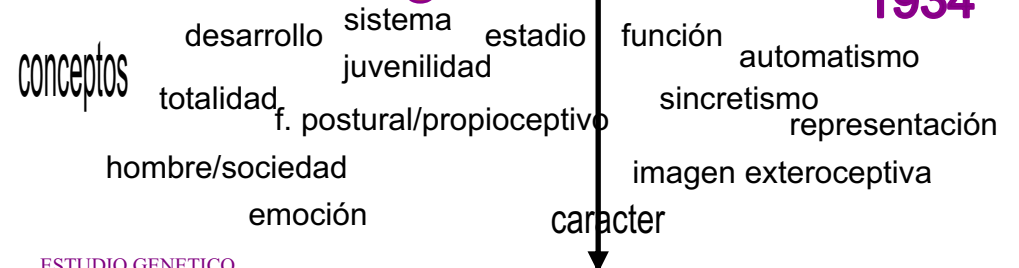 1934
sistema
desarrollo
estadio
función
juvenilidad
automatismo
conceptos
totalidad
sincretismo
f. postural/propioceptivo
representación
hombre/sociedad
imagen exteroceptiva
emoción
caracter
ESTUDIO GENETICO